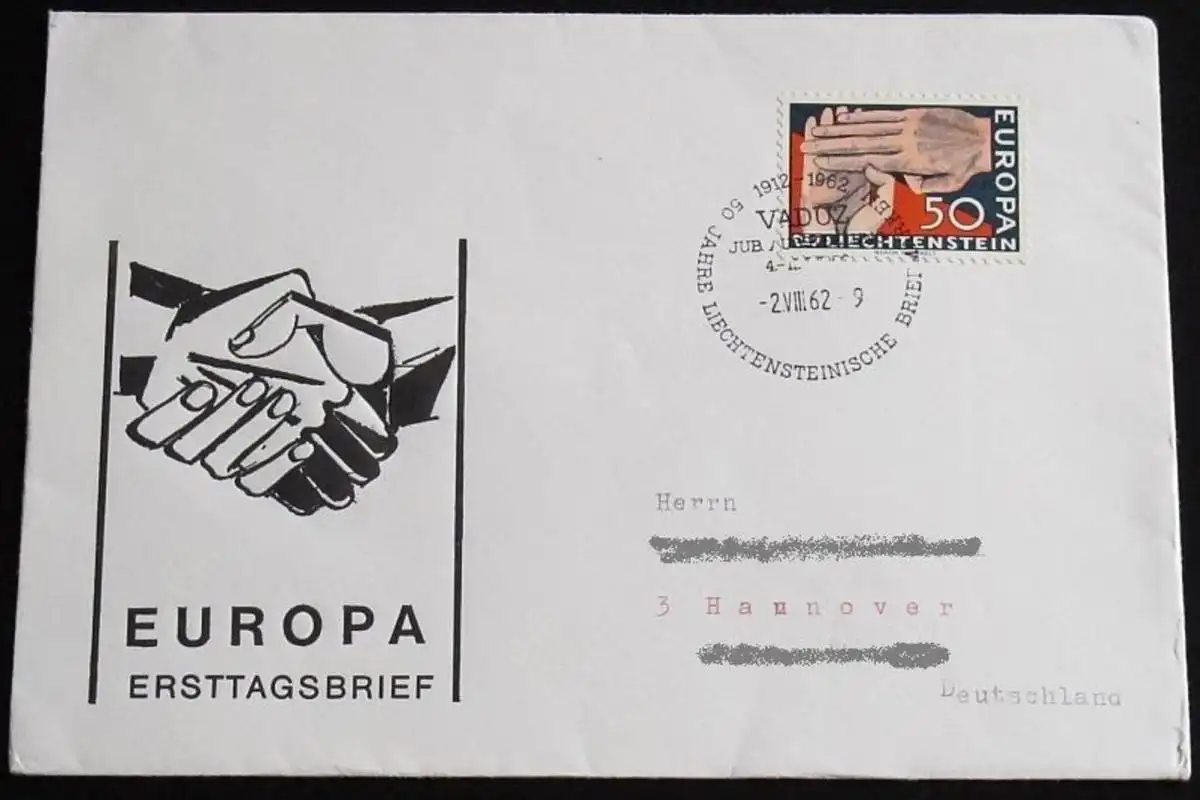 EUROPA
50
LIECHTENSTEIN
1912-1962
VADUZ
JUB
-2.VIII.62-9
50 JAHRE LIECHTENSTEINISCHE BRIEF
EUROPA
ERSTTAGSBRIEF
Herrn
3 Hannover
Deutschland